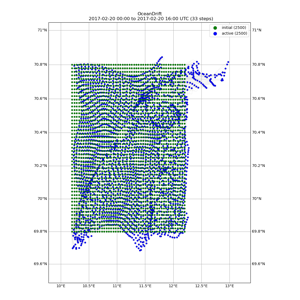 OceanDrift
2017-02-20 00:00 to 2017-02-20 16:00 UTC (33 steps)
initial (2500)
active (2500)
71°N 71°N
70.8°N 70.8°N
70.6°N 70.6°N
70.4°N 70.4°N
70.2°N 70.2°N
70°N 70°N
69.8°N 69.8°N
69.6°N 69.6°N
10°E 10.5°E 11°E 11.5°E 12°E 12.5°E 13°E